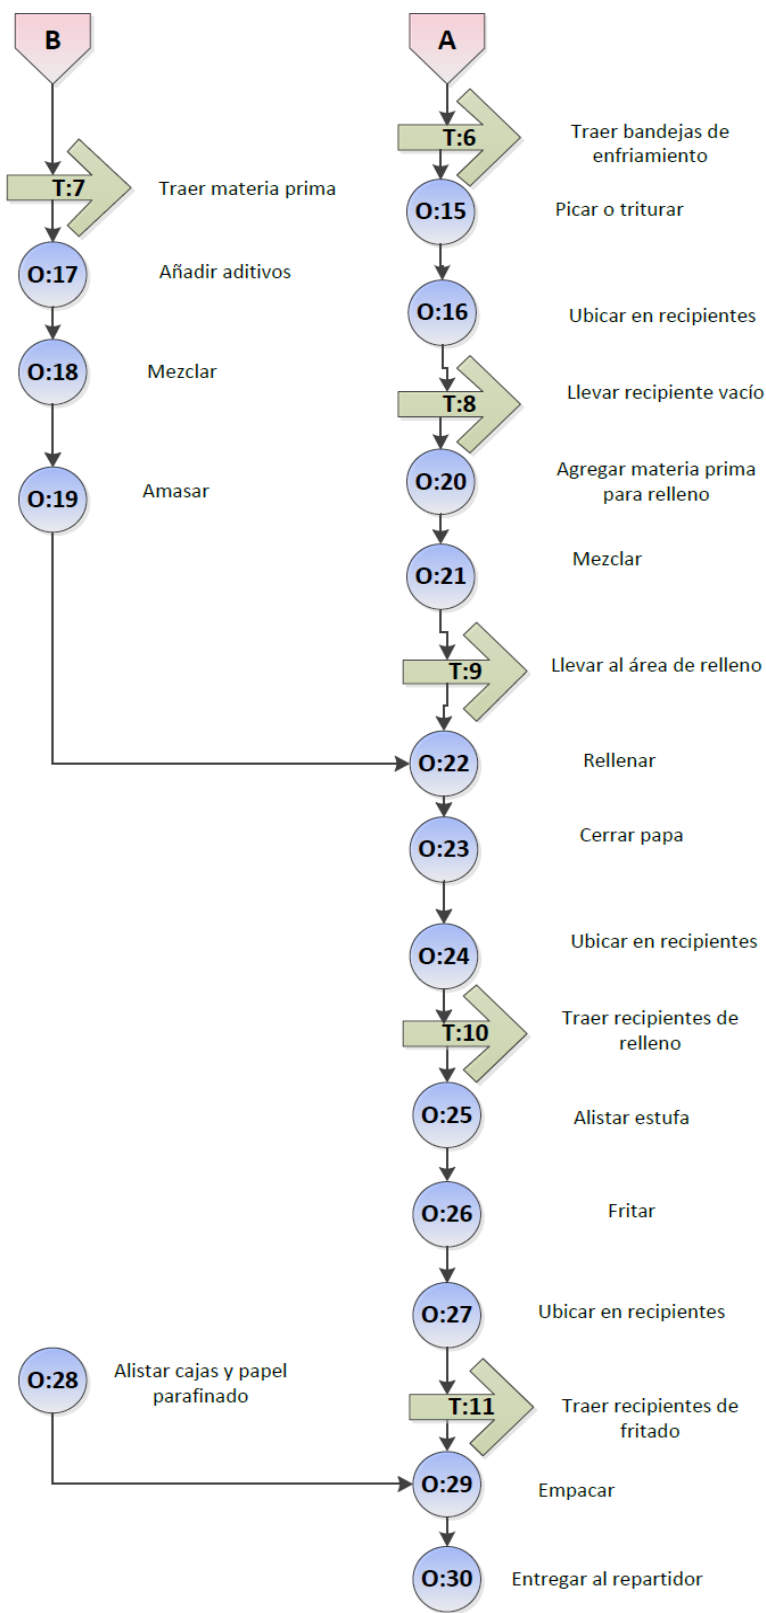 B
A
T:6
Traer bandejas de
enfriamiento
T:7
Traer materia prima
O:15
Picar o triturar
O:17
Añadir aditivos
O:16
Ubicar en recipientes
O:18
Mezclar
T:8
Llevar recipiente vacío
O:20
Agregar materia prima
para relleno
O:19
Amasar
O:21
Mezclar
T:9
Llevar al área de relleno
O:22
Rellenar
O:23
Cerrar papa
O:24
Ubicar en recipientes
T:10
Traer recipientes de
relleno
O:25
Alistar estufa
O:26
Fritar
O:27
Ubicar en recipientes
O:28
Alistar cajas y papel
parafinado
T:11
Traer recipientes de
fritado
O:29
Empacar
O:30
Entregar al repartidor